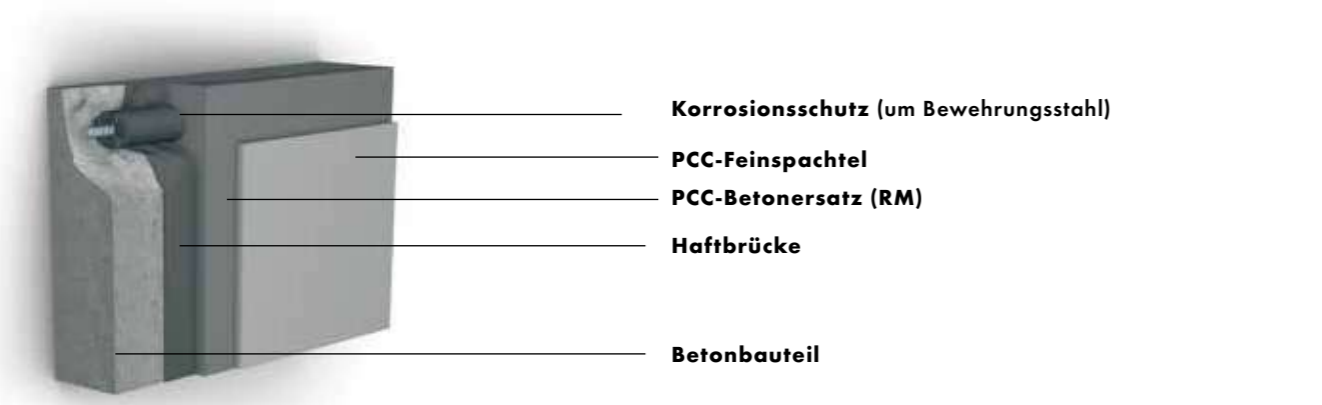 Korrosionsschutz (um Bewehrungsstahl)
PCC-Feinspachtel
PCC-Betonersatz (RM)
Haftbrücke
Betonbauteil